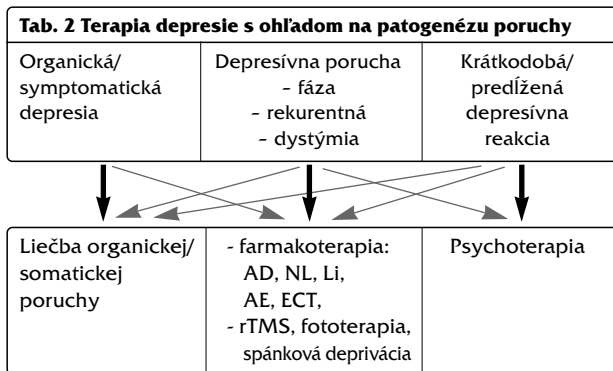 Tab. 2 Terapia depresie s ohľadom na patogenézu poruchy
Organická/
symptomatická
depresia
Depresívna porucha
– fáza
– rekurentná
– dystýmia
Krátkodobá/
predĺžená
depresívna
reakcia
Liečba organickej/
somatickej
poruchy
- farmakoterapia:
AD, NL, Li,
AE, ECT,
- rTMS, fototerapia,
spánková deprivácia
Psychoterapia